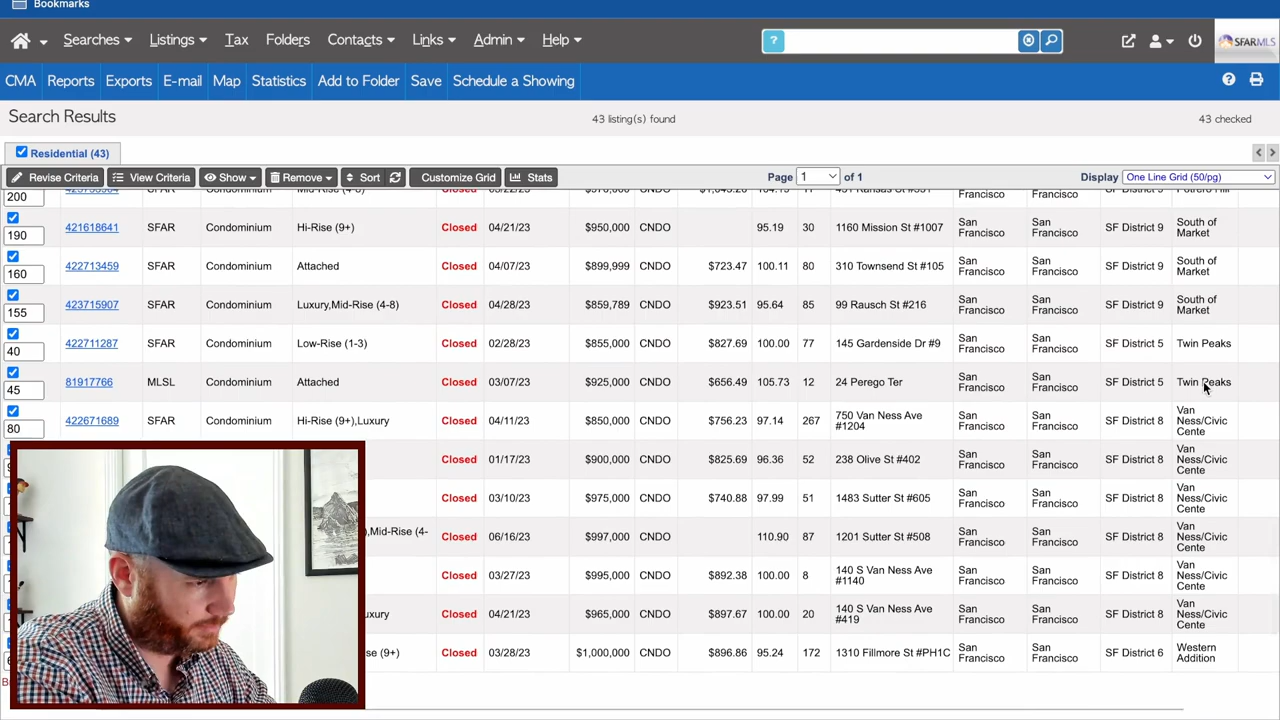 Bookmarks
Searches Listings Tax Folders Contacts Links Admin Help ? SFARMLS
CMA Reports Exports E-mail Map Statistics Add to Folder Save Schedule a Showing ?
Search Results 43 listing(s) found 43 checked
Residential (43)
Revise Criteria View Criteria Show Remove Sort Customize Grid Stats Page 1 of 1 Display One Line Grid (50/pg)
200 Francisco Francisco
190 421618641 SFAR Condominium Hi-Rise (9+) Closed 04/21/23 $950,000 CNDO 95.19 30 1160 Mission St #1007 San Francisco San Francisco SF District 9 South of Market
160 422713459 SFAR Condominium Attached Closed 04/07/23 $899,999 CNDO $723.47 100.11 80 310 Townsend St #105 San Francisco San Francisco SF District 9 South of Market
155 423715907 SFAR Condominium Luxury,Mid-Rise (4-8) Closed 04/28/23 $859,789 CNDO $923.51 95.64 85 99 Rausch St #216 San Francisco San Francisco SF District 9 South of Market
40 422711287 SFAR Condominium Low-Rise (1-3) Closed 02/28/23 $855,000 CNDO $827.69 100.00 77 145 Gardenside Dr #9 San Francisco San Francisco SF District 5 Twin Peaks
45 81917766 MLSL Condominium Attached Closed 03/07/23 $925,000 CNDO $656.49 105.73 12 24 Perego Ter San Francisco San Francisco SF District 5 Twin Peaks
80 422671689 SFAR Condominium Hi-Rise (9+),Luxury Closed 04/11/23 $850,000 CNDO $756.23 97.14 267 750 Van Ness Ave #1204 San Francisco San Francisco SF District 8 Van Ness/Civic Cente
Closed 01/17/23 $900,000 CNDO $825.69 96.36 52 238 Olive St #402 San Francisco San Francisco SF District 8 Van Ness/Civic Cente
Closed 03/10/23 $975,000 CNDO $740.88 97.99 51 1483 Sutter St #605 San Francisco San Francisco SF District 8 Van Ness/Civic Cente
,Mid-Rise (4- Closed 06/16/23 $997,000 CNDO 110.90 87 1201 Sutter St #508 San Francisco San Francisco SF District 8 Van Ness/Civic Cente
Closed 03/27/23 $995,000 CNDO $892.38 100.00 8 140 S Van Ness Ave #1140 San Francisco San Francisco SF District 8 Van Ness/Civic Cente
uxury Closed 04/21/23 $965,000 CNDO $897.67 100.00 20 140 S Van Ness Ave #419 San Francisco San Francisco SF District 8 Van Ness/Civic Cente
se (9+) Closed 03/28/23 $1,000,000 CNDO $896.86 95.24 172 1310 Fillmore St #PH1C San Francisco San Francisco SF District 6 Western Addition